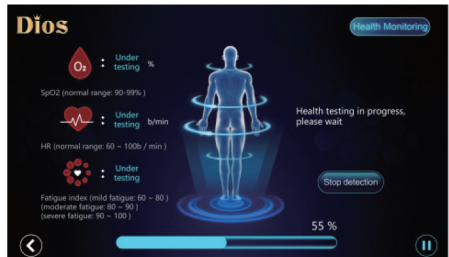 Dios
Health Monitoring
O₂ : Under testing %
SpO2 (normal range: 90-99% )
: Under testing b/min
HR (normal range: 60 ~ 100b / min )
: Under testing
Fatigue index (mild fatigue: 60 ~ 80 )
(moderate fatigue: 80 ~ 90 )
(severe fatigue: 90 ~ 100 )
Health testing in progress,
please wait
Stop detection
55 %